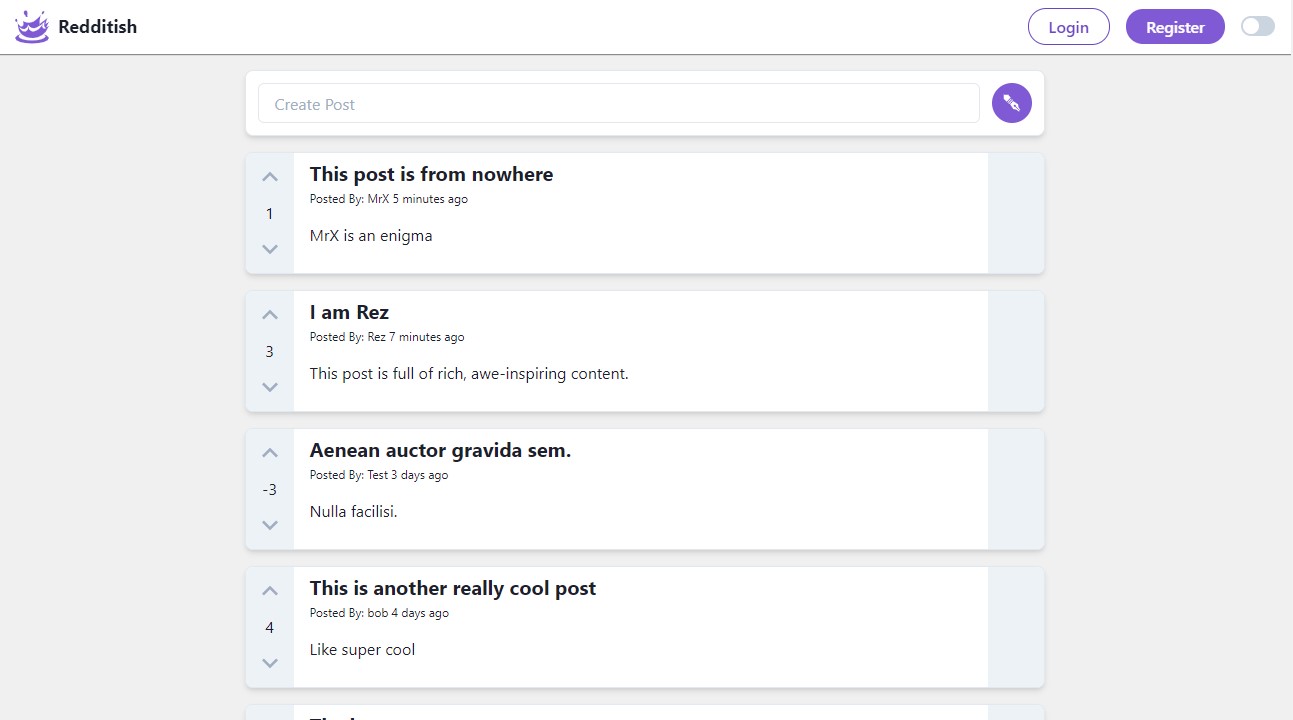 Redditish
Login
Register
Create Post
This post is from nowhere
Posted By: MrX 5 minutes ago
1
MrX is an enigma
I am Rez
Posted By: Rez 7 minutes ago
3
This post is full of rich, awe-inspiring content.
Aenean auctor gravida sem.
Posted By: Test 3 days ago
-3
Nulla facilisi.
This is another really cool post
Posted By: bob 4 days ago
4
Like super cool